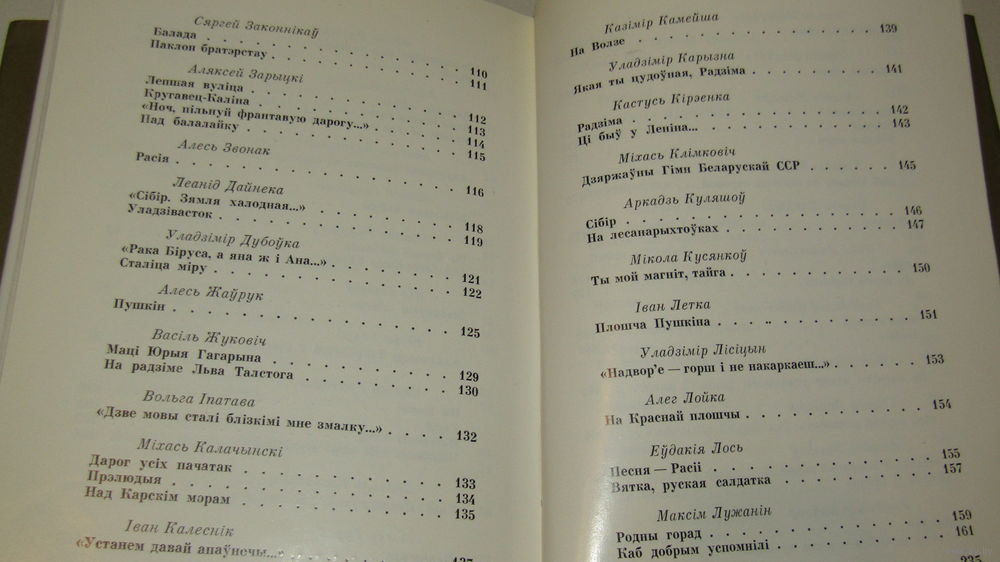 Сяргей Законнікаў
Балада . . . . . . . . . . . . 110
Паклон братэрству . . . . . . . . . 111
Аляксей Зарыцкі
Лепшая вуліца . . . . . . . . . . 112
Кругавец-Каліна . . . . . . . . . . 113
«Ноч, пільнуй франтавую дарогу...» . . . . . 114
Пад балалайку . . . . . . . . . . 115
Алесь Звонак
Расія . . . . . . . . . . . . . 116
Леанід Дайнека
«Сібір. Зямля халодная...» . . . . . . . 118
Уладзівасток . . . . . . . . . . . 119
Уладзімір Дубоўка
«Рака Біруса, а яна ж і Ана...» . . . . . . 121
Сталіца міру . . . . . . . . . . . 122
Алесь Жаўрук
Пушкін . . . . . . . . . . . . 125
Васіль Жуковіч
Маці Юрыя Гагарына . . . . . . . . 129
На радзіме Льва Талстога . . . . . . . 130
Вольга Іпатава
«Дзве мовы сталі блізкімі мне змалку...» . . . . 132
Міхась Калачынскі
Дарог усіх пачатак . . . . . . . . . 133
Прэлюдыя . . . . . . . . . . . 134
Над Карскім морам . . . . . . . . . 135
Іван Калеснік
«Устанем давай апаўночы...» . . . . . . . 137
Казімір Камейша
На Волзе . . . . . . . . . . . . 139
Уладзімір Карызна
Якая ты цудоўная, Радзіма . . . . . . . 141
Кастусь Кірэенка
Радзіма . . . . . . . . . . . . 142
Ці быў у Леніна... . . . . . . . . . 143
Міхась Клімковіч
Дзяржаўны Гімн Беларускай ССР . . . . . 145
Аркадзь Куляшоў
Сібір . . . . . . . . . . . . . 146
На лесанарыхтоўках . . . . . . . . . 147
Мікола Кусянкоў
Ты мой магніт, тайга . . . . . . . . . 150
Іван Летка
Плошча Пушкіна . . . . . . . . . . 151
Уладзімір Лісіцын
«Надвор'е — горш і не накаркаеш...» . . . . . 153
Алег Лойка
На Краснай плошчы . . . . . . . . . 154
Еўдакія Лось
Песня — Расіі . . . . . . . . . . . 155
Вятка, руская салдатка . . . . . . . . 157
Максім Лужанін
Родны горад . . . . . . . . . . . 159
Каб добрым успомнілі . . . . . . . . 161
235